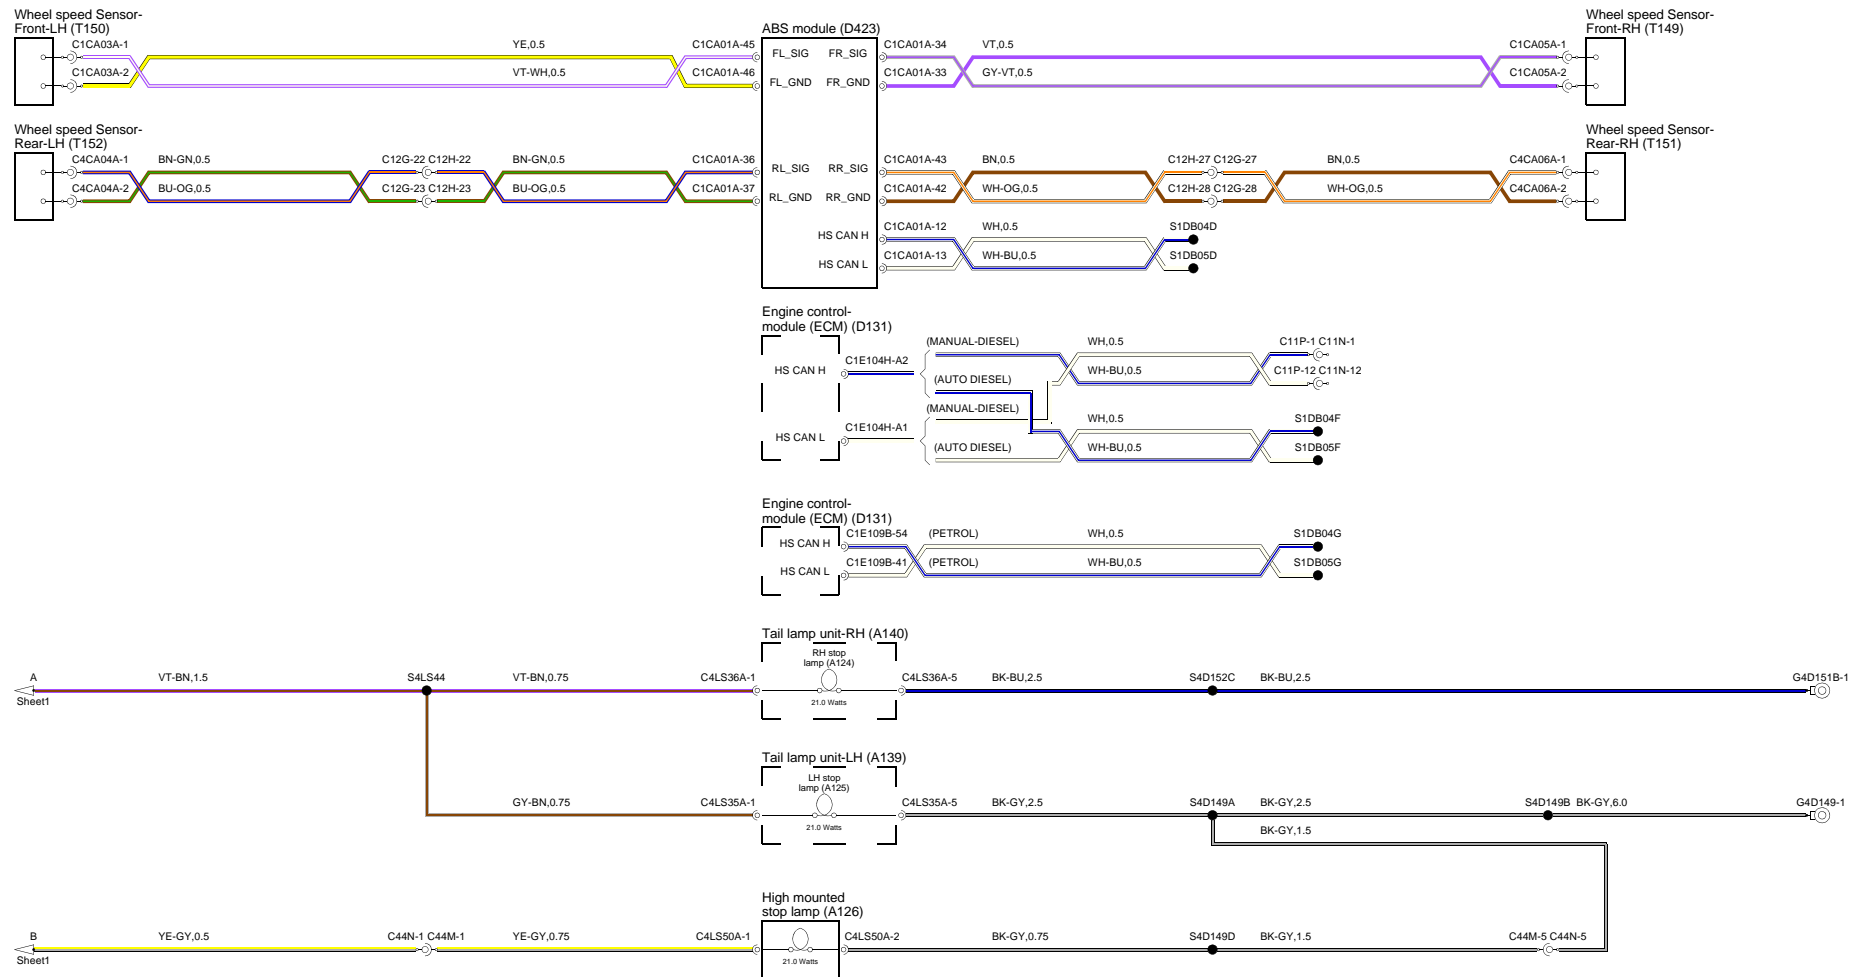 Wheel speed Sensor-
Front-LH (T150)
C1CA03A-1
YE,0.5
C1CA01A-45
C1CA03A-2
VT-WH,0.5
C1CA01A-46
ABS module (D423)
FL_SIG
FR_SIG
FL_GND
FR_GND
RL_SIG
RR_SIG
RL_GND
RR_GND
HS CAN H
HS CAN L
C1CA01A-34
VT,0.5
C1CA05A-1
C1CA01A-33
GY-VT,0.5
C1CA05A-2
Wheel speed Sensor-
Front-RH (T149)
Wheel speed Sensor-
Rear-LH (T152)
C4CA04A-1
BN-GN,0.5
C12G-22 C12H-22
BN-GN,0.5
C1CA01A-36
C4CA04A-2
BU-OG,0.5
C12G-23 C12H-23
BU-OG,0.5
C1CA01A-37
C1CA01A-43
BN,0.5
C12H-27 C12G-27
BN,0.5
C4CA06A-1
C1CA01A-42
WH-OG,0.5
C12H-28 C12G-28
WH-OG,0.5
C4CA06A-2
Wheel speed Sensor-
Rear-RH (T151)
C1CA01A-12
WH,0.5
S1DB04D
C1CA01A-13
WH-BU,0.5
S1DB05D
Engine control-
module (ECM) (D131)
HS CAN H
C1E104H-A2
(MANUAL-DIESEL)
WH,0.5
C11P-1 C11N-1
WH-BU,0.5
C11P-12 C11N-12
(AUTO DIESEL)
(MANUAL-DIESEL)
HS CAN L
C1E104H-A1
WH,0.5
S1DB04F
(AUTO DIESEL)
WH-BU,0.5
S1DB05F
Engine control-
module (ECM) (D131)
HS CAN H
C1E109B-54
(PETROL)
WH,0.5
S1DB04G
HS CAN L
C1E109B-41
(PETROL)
WH-BU,0.5
S1DB05G
Tail lamp unit-RH (A140)
RH stop
lamp (A124)
21.0 Watts
A
Sheet1
VT-BN,1.5
S4LS44
VT-BN,0.75
C4LS36A-1
C4LS36A-5
BK-BU,2.5
S4D152C
BK-BU,2.5
G4D151B-1
Tail lamp unit-LH (A139)
LH stop
lamp (A125)
21.0 Watts
GY-BN,0.75
C4LS35A-1
C4LS35A-5
BK-GY,2.5
S4D149A
BK-GY,2.5
S4D149B
BK-GY,6.0
G4D149-1
BK-GY,1.5
High mounted
stop lamp (A126)
21.0 Watts
B
Sheet1
YE-GY,0.5
C44N-1 C44M-1
YE-GY,0.75
C4LS50A-1
C4LS50A-2
BK-GY,0.75
S4D149D
BK-GY,1.5
C44M-5 C44N-5